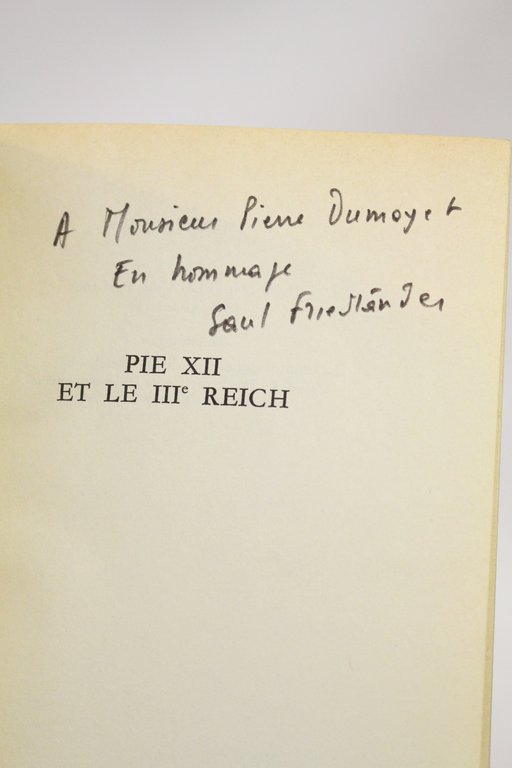 A Monsieur Pierre Dumayet
En hommage
Saul Friedländer
PIE XII
ET LE IIIe REICH